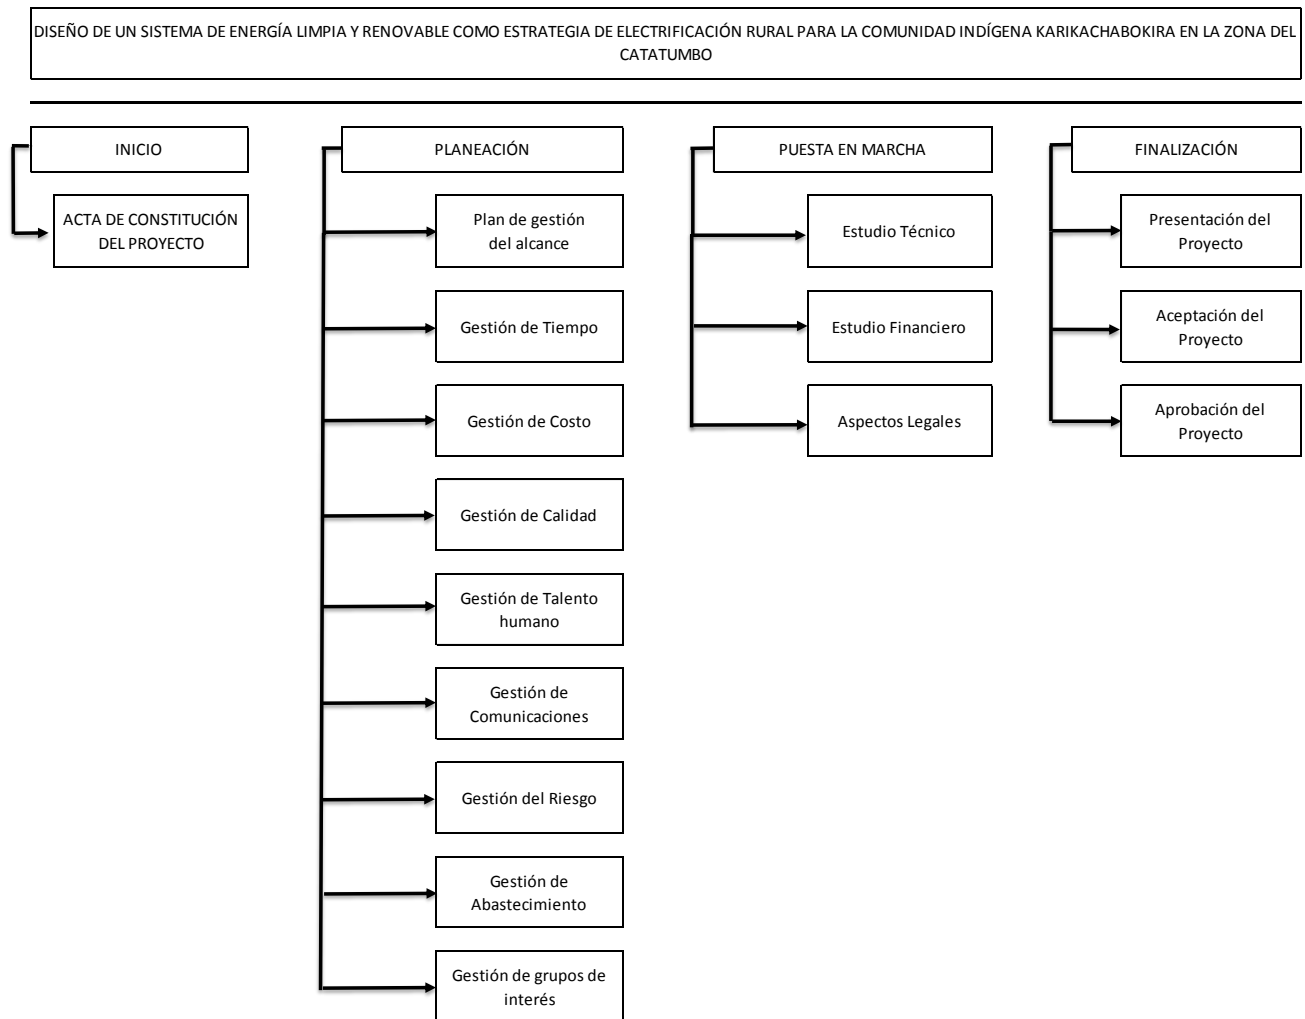 DISEÑO DE UN SISTEMA DE ENERGÍA LIMPIA Y RENOVABLE COMO ESTRATEGIA DE ELECTRIFICACIÓN RURAL PARA LA COMUNIDAD INDÍGENA KARIKACHABOKIRA EN LA ZONA DEL
CATATUMBO
INICIO
ACTA DE CONSTITUCIÓN
DEL PROYECTO
PLANEACIÓN
Plan de gestión
del alcance
Gestión de Tiempo
Gestión de Costo
Gestión de Calidad
Gestión de Talento
humano
Gestión de
Comunicaciones
Gestión del Riesgo
Gestión de
Abastecimiento
Gestión de grupos de
interés
PUESTA EN MARCHA
Estudio Técnico
Estudio Financiero
Aspectos Legales
FINALIZACIÓN
Presentación del
Proyecto
Aceptación del
Proyecto
Aprobación del
Proyecto